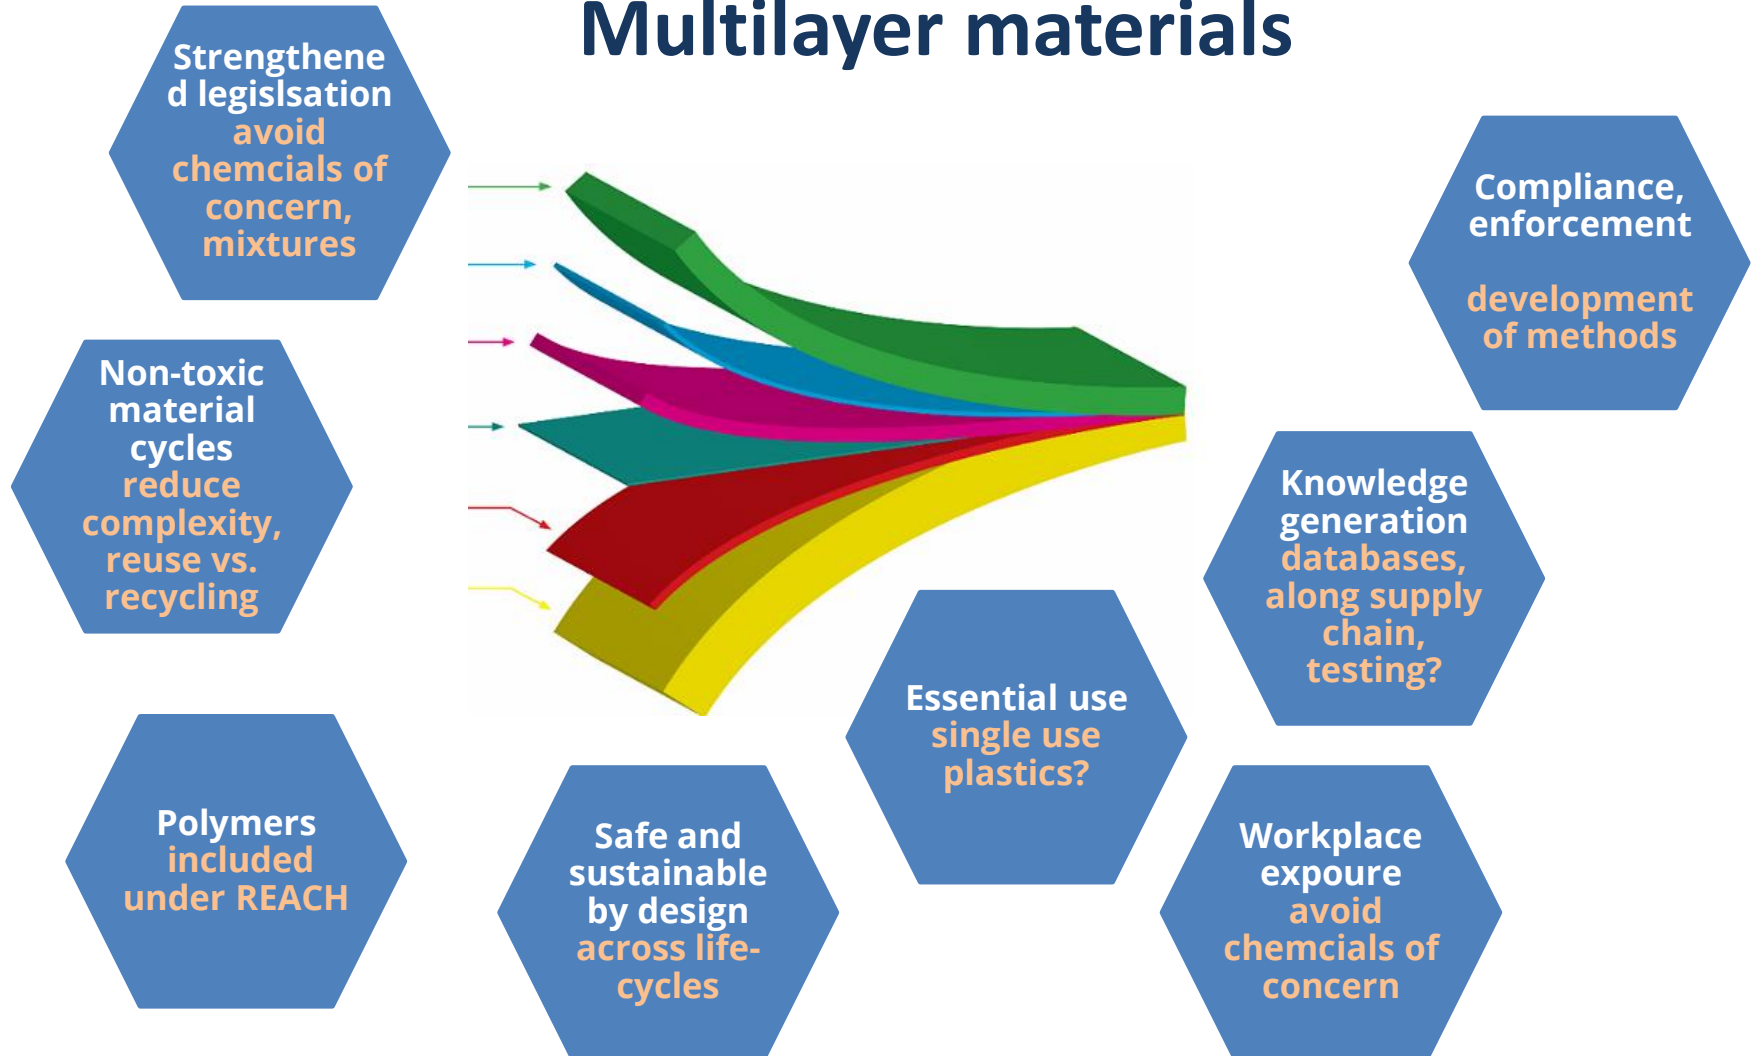 Multilayer materials
Strengthene
d legislsation
avoid
chemcials of
concern,
mixtures
Compliance,
enforcement
development
of methods
Non-toxic
material
cycles
reduce
complexity,
reuse vs.
recycling
Knowledge
generation
databases,
along supply
chain,
testing?
Essential use
single use
plastics?
Polymers
included
under REACH
Safe and
sustainable
by design
across life-
cycles
Workplace
expoure
avoid
chemcials of
concern